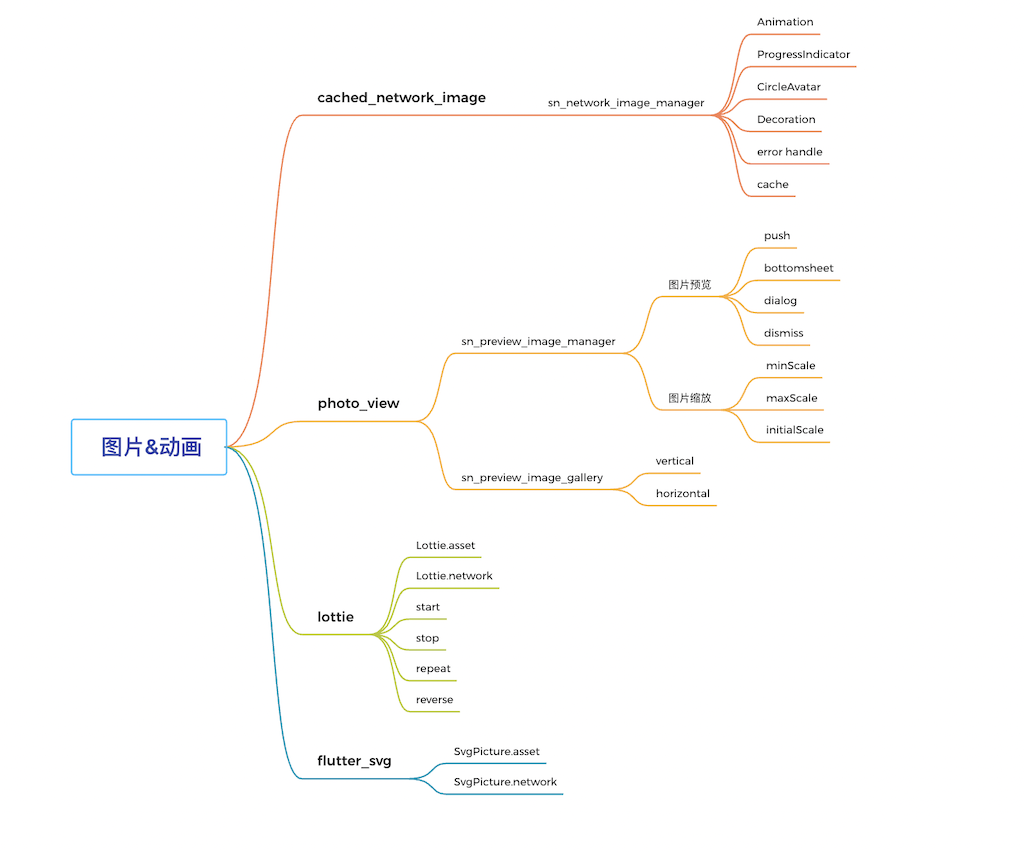 图片&动画
cached_network_image
sn_network_image_manager
Animation
ProgressIndicator
CircleAvatar
Decoration
error handle
cache
photo_view
sn_preview_image_manager
图片预览
push
bottomsheet
dialog
dismiss
图片缩放
minScale
maxScale
initialScale
sn_preview_image_gallery
vertical
horizontal
lottie
Lottie.asset
Lottie.network
start
stop
repeat
reverse
flutter_svg
SvgPicture.asset
SvgPicture.network